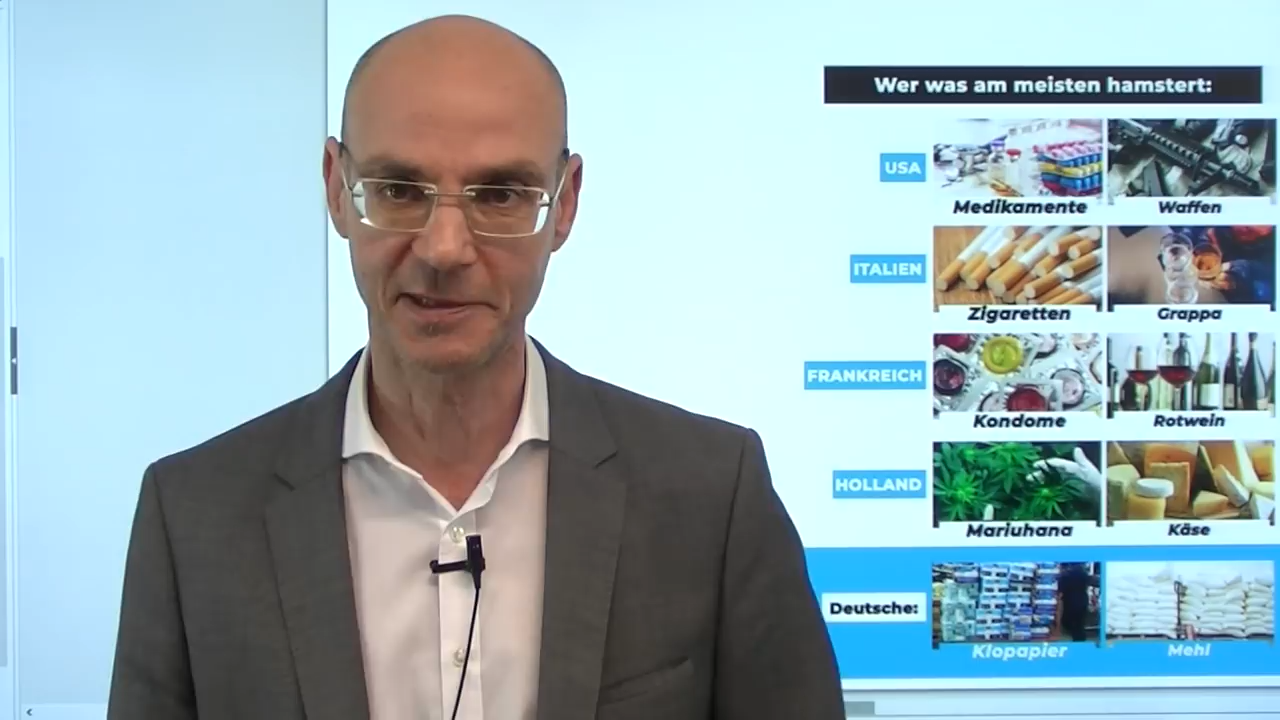 Wer was am meisten hamstert:
USA
Medikamente Waffen
ITALIEN
Zigaretten Grappa
FRANKREICH
Kondome Rotwein
HOLLAND
Mariuhana Käse
Deutsche:
Klopapier Mehl